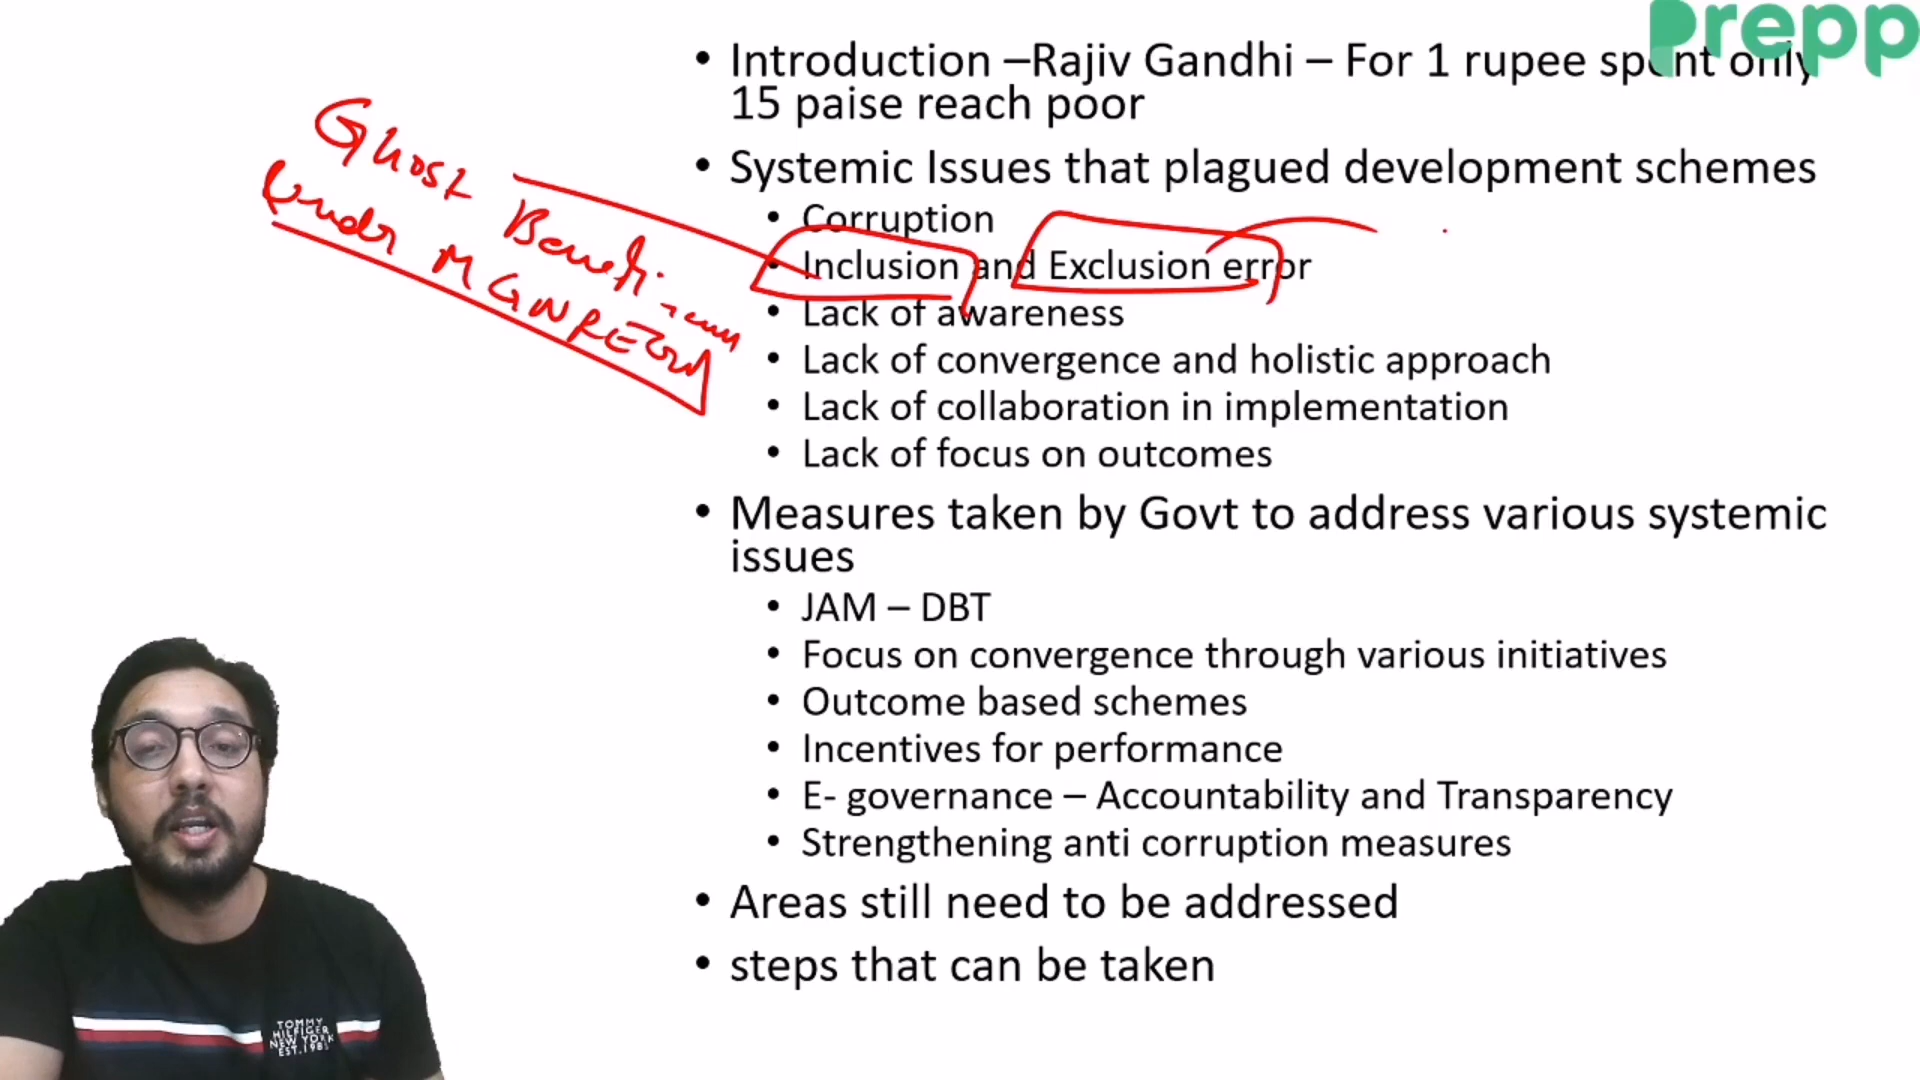 Prepp
• Introduction –Rajiv Gandhi – For 1 rupee spent only
15 paise reach poor
• Systemic Issues that plagued development schemes
• Corruption
• Inclusion and Exclusion error
• Lack of awareness
• Lack of convergence and holistic approach
• Lack of collaboration in implementation
• Lack of focus on outcomes
• Measures taken by Govt to address various systemic
issues
• JAM – DBT
• Focus on convergence through various initiatives
• Outcome based schemes
• Incentives for performance
• E- governance – Accountability and Transparency
• Strengthening anti corruption measures
• Areas still need to be addressed
• steps that can be taken
Ghost
under
TOMMY
HILFIGER
NEW YORK
EST.1985